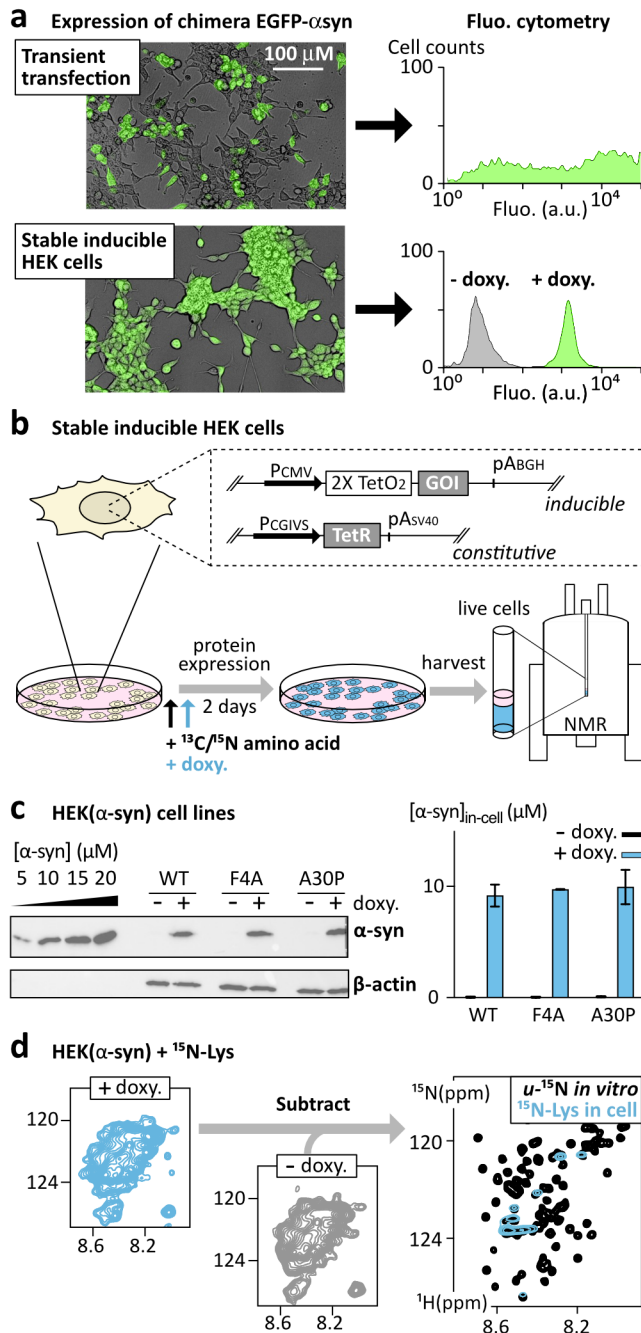 a
Expression of chimera EGFP-αsyn
Fluo. cytometry
Transient
transfection
100 µM
Cell counts
100
0
10⁰
10⁴
Fluo. (a.u.)
Stable inducible
HEK cells
- doxy.
+ doxy.
100
0
10⁰
10⁴
Fluo. (a.u.)
b
Stable inducible HEK cells
PCMV
2X TetO₂
GOI
pABGH
inducible
PCGIVS
TetR
pASV40
constitutive
protein
expression
2 days
harvest
live cells
NMR
+ ¹³C/¹⁵N amino acid
+ doxy.
c
HEK(α-syn) cell lines
[α-syn] (µM)
5 10 15 20
WT F4A A30P
- + - + - + doxy.
α-syn
β-actin
[α-syn]in-cell (µM)
- doxy.
+ doxy.
10
0
WT F4A A30P
d
HEK(α-syn) + ¹⁵N-Lys
+ doxy.
120
124
8.6 8.2
Subtract
- doxy.
120
124
8.6 8.2
u-¹⁵N in vitro
¹⁵N-Lys in cell
¹⁵N(ppm)
120
124
¹H(ppm)
8.6 8.2